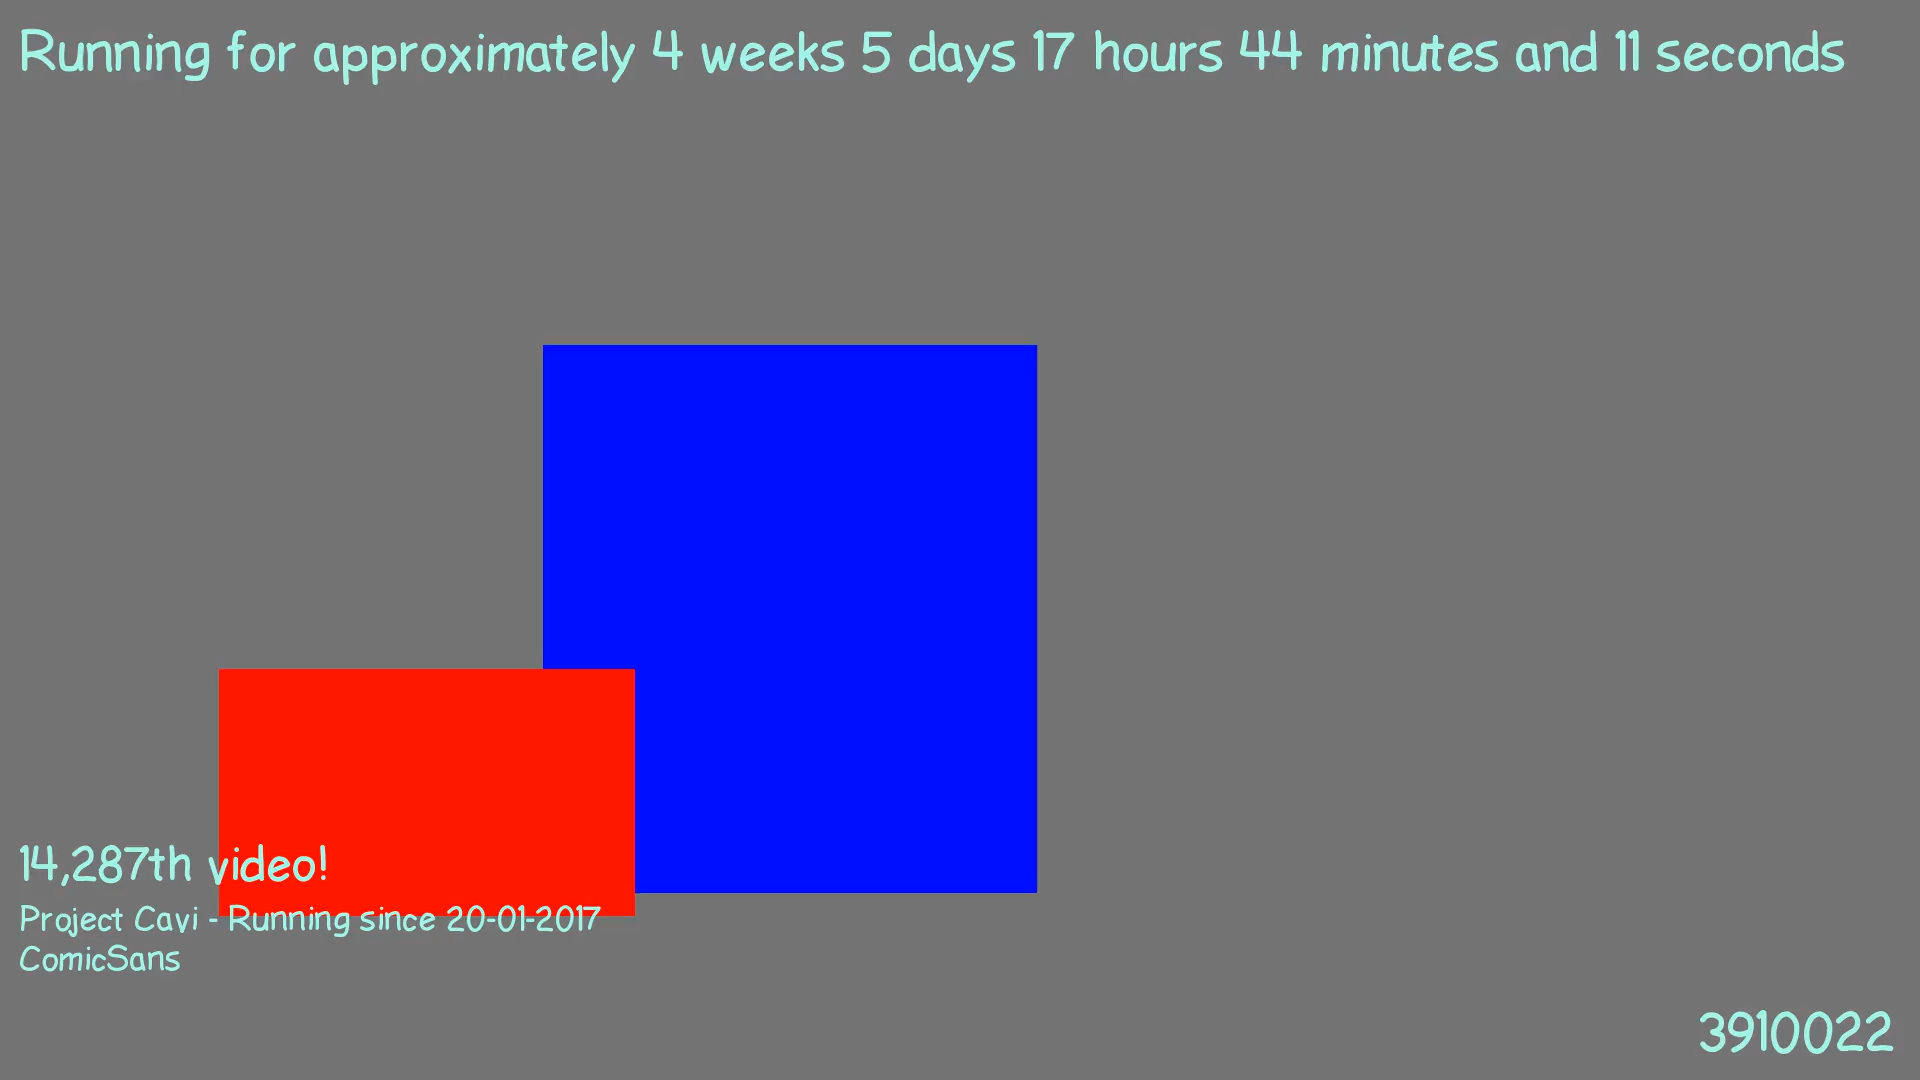 Running for approximately 4 weeks 5 days 17 hours 44 minutes and 11 seconds
14,287th video!
Project Cavi - Running since 20-01-2017
ComicSans
3910022